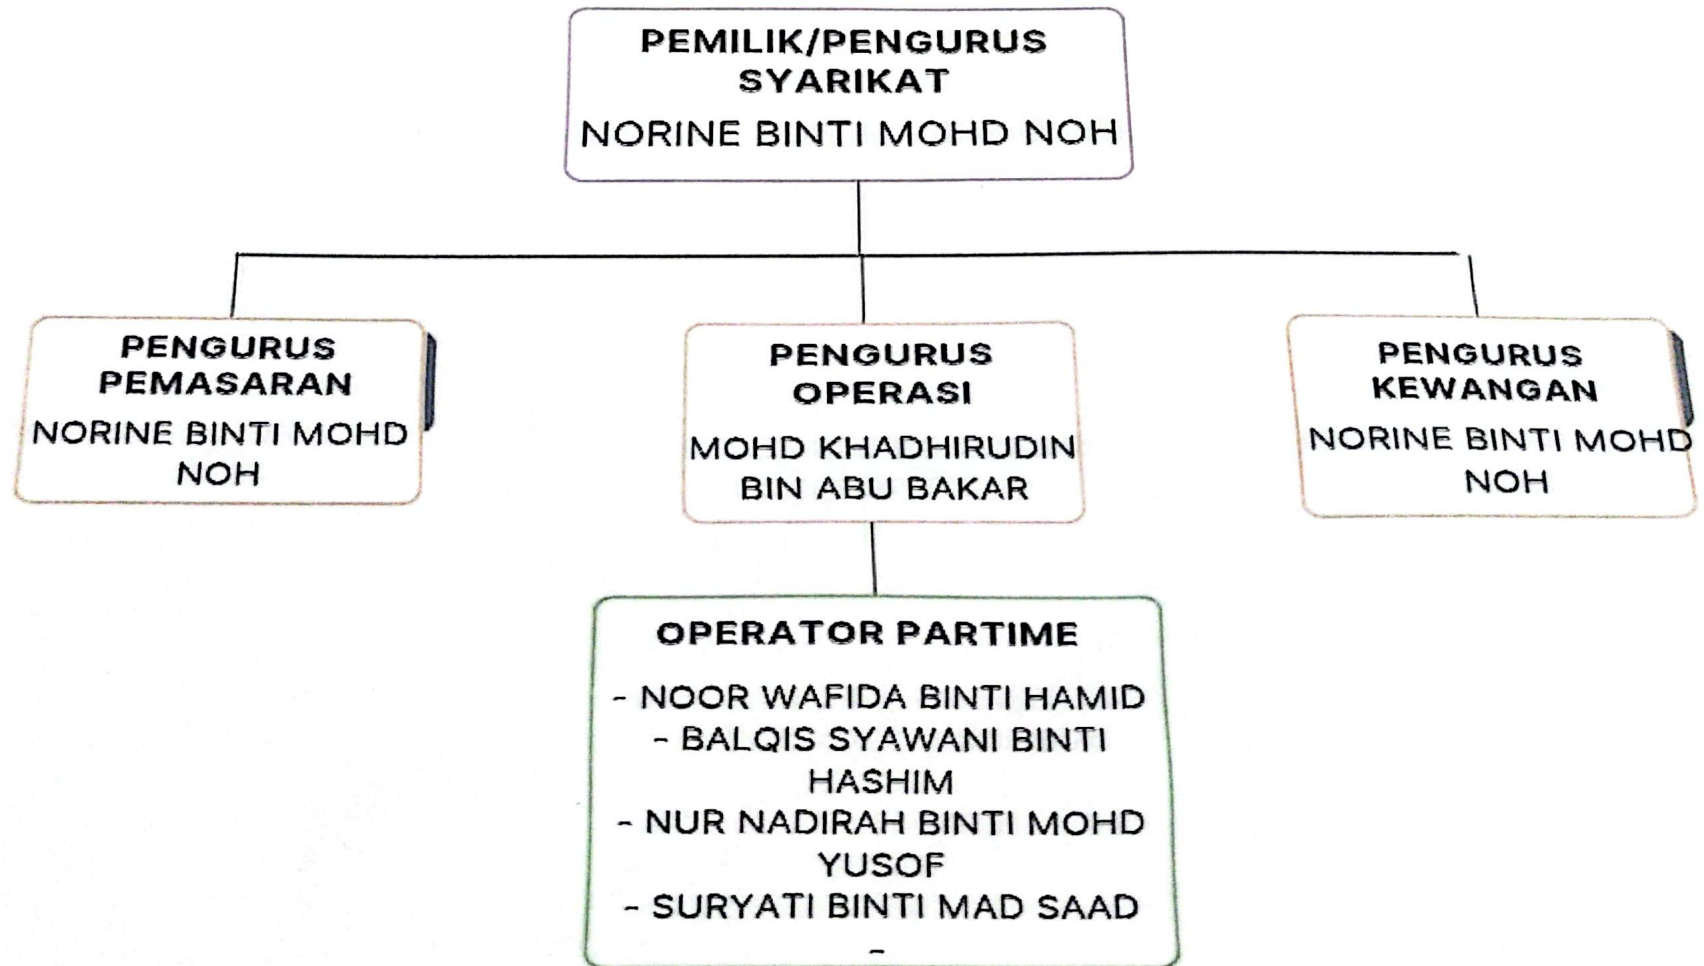 PEMILIK/PENGURUS
SYARIKAT
NORINE BINTI MOHD NOH
PENGURUS
PEMASARAN
NORINE BINTI MOHD
NOH
PENGURUS
OPERASI
MOHD KHADHIRUDIN
BIN ABU BAKAR
PENGURUS
KEWANGAN
NORINE BINTI MOHD
NOH
OPERATOR PARTIME
- NOOR WAFIDA BINTI HAMID
- BALQIS SYAWANI BINTI
HASHIM
- NUR NADIRAH BINTI MOHD
YUSOF
- SURYATI BINTI MAD SAAD
-